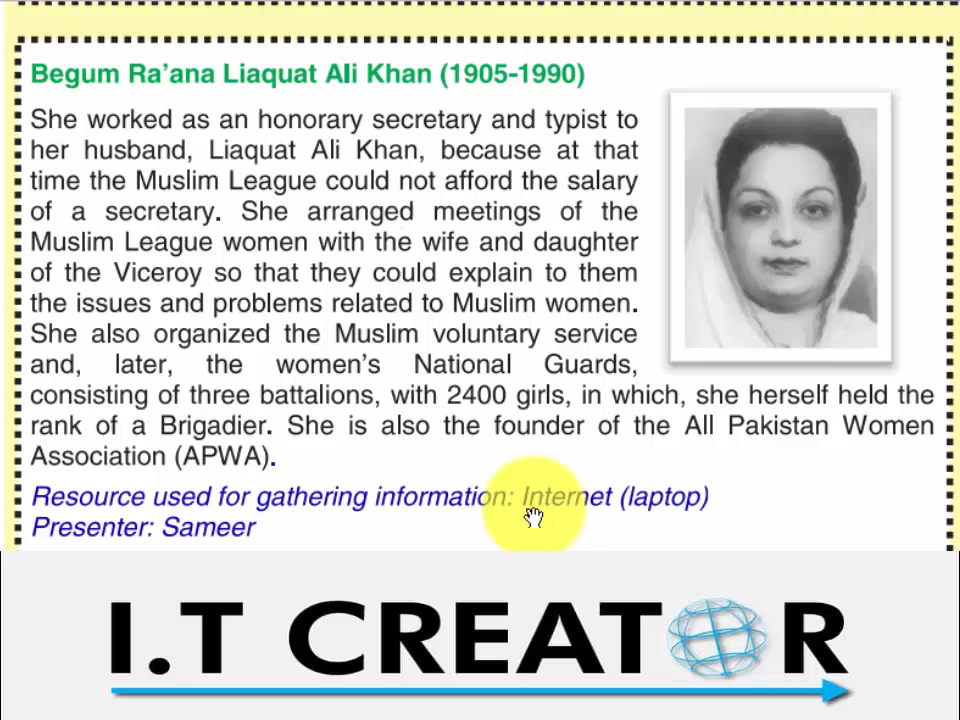 Begum Ra’ana Liaquat Ali Khan (1905-1990)
She worked as an honorary secretary and typist to
her husband, Liaquat Ali Khan, because at that
time the Muslim League could not afford the salary
of a secretary. She arranged meetings of the
Muslim League women with the wife and daughter
of the Viceroy so that they could explain to them
the issues and problems related to Muslim women.
She also organized the Muslim voluntary service
and, later, the women’s National Guards,
consisting of three battalions, with 2400 girls, in which, she herself held the
rank of a Brigadier. She is also the founder of the All Pakistan Women
Association (APWA).
Resource used for gathering information: Internet (laptop)
Presenter: Sameer
I.T CREATOR